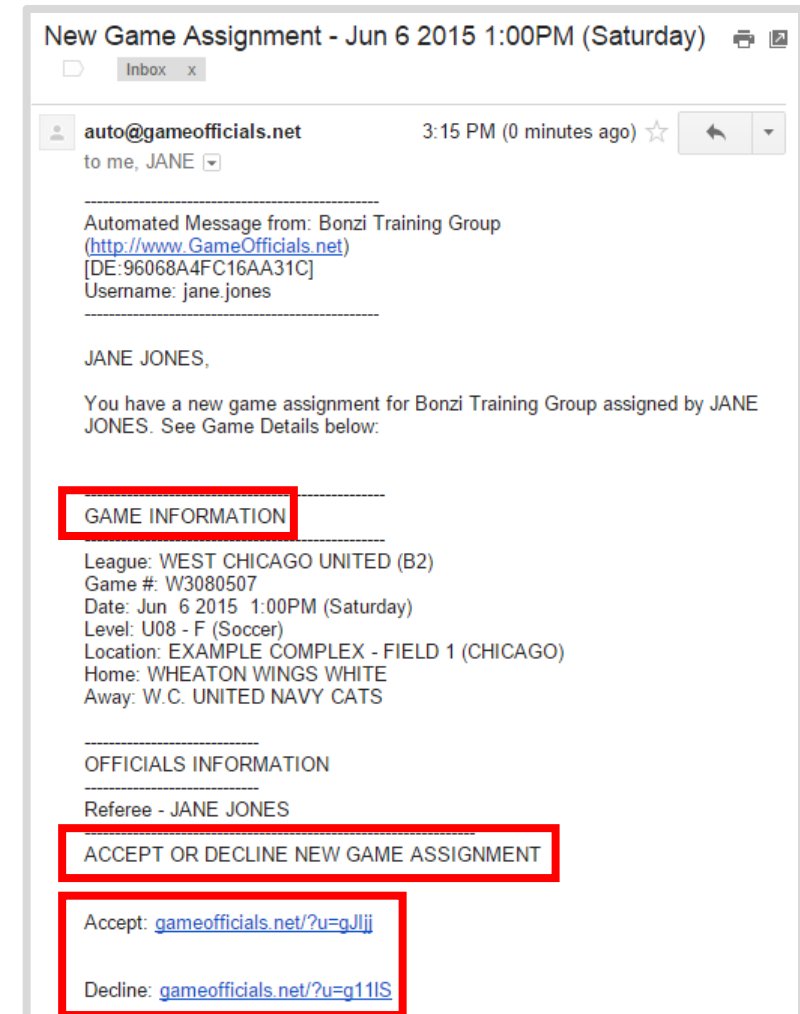 New Game Assignment - Jun 6 2015 1:00PM (Saturday)
Inbox x
auto@gameofficials.net 3:15 PM (0 minutes ago)
to me, JANE
-------------------------------------------------
Automated Message from: Bonzi Training Group
(http://www.GameOfficials.net)
[DE:96068A4FC16AA31C]
Username: jane.jones
-------------------------------------------------
JANE JONES,
You have a new game assignment for Bonzi Training Group assigned by JANE
JONES. See Game Details below:
--------------------------------------------------
GAME INFORMATION
--------------------------------------------------
League: WEST CHICAGO UNITED (B2)
Game #: W3080507
Date: Jun 6 2015 1:00PM (Saturday)
Level: U08 - F (Soccer)
Location: EXAMPLE COMPLEX - FIELD 1 (CHICAGO)
Home: WHEATON WINGS WHITE
Away: W.C. UNITED NAVY CATS
-----------------------------
OFFICIALS INFORMATION
-----------------------------
Referee - JANE JONES
-----------------------------------------------------------------
ACCEPT OR DECLINE NEW GAME ASSIGNMENT
Accept: gameofficials.net/?u=gJIjj
Decline: gameofficials.net/?u=g11IS